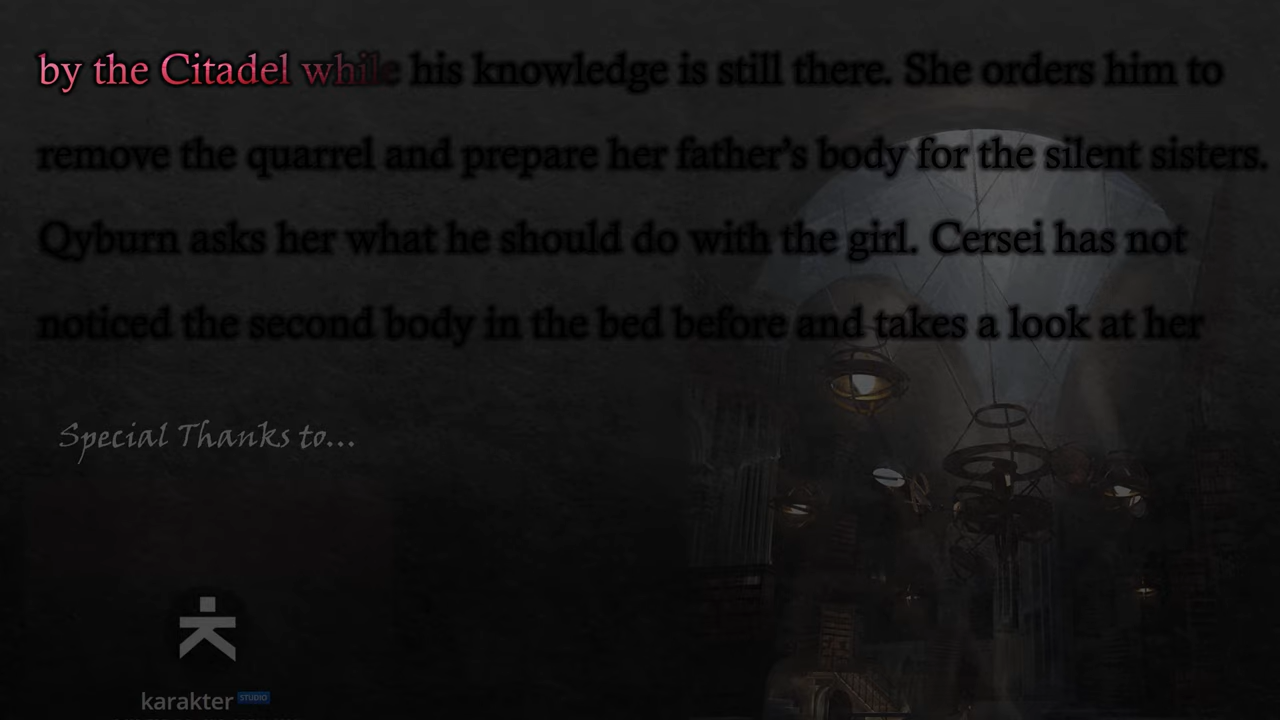 by the Citadel while his knowledge is still there. She orders him to
remove the quarrel and prepare her father’s body for the silent sisters.
Qyburn asks her what he should do with the girl. Cersei has not
noticed the second body in the bed before and takes a look at her
Special Thanks to...
karakter STUDIO